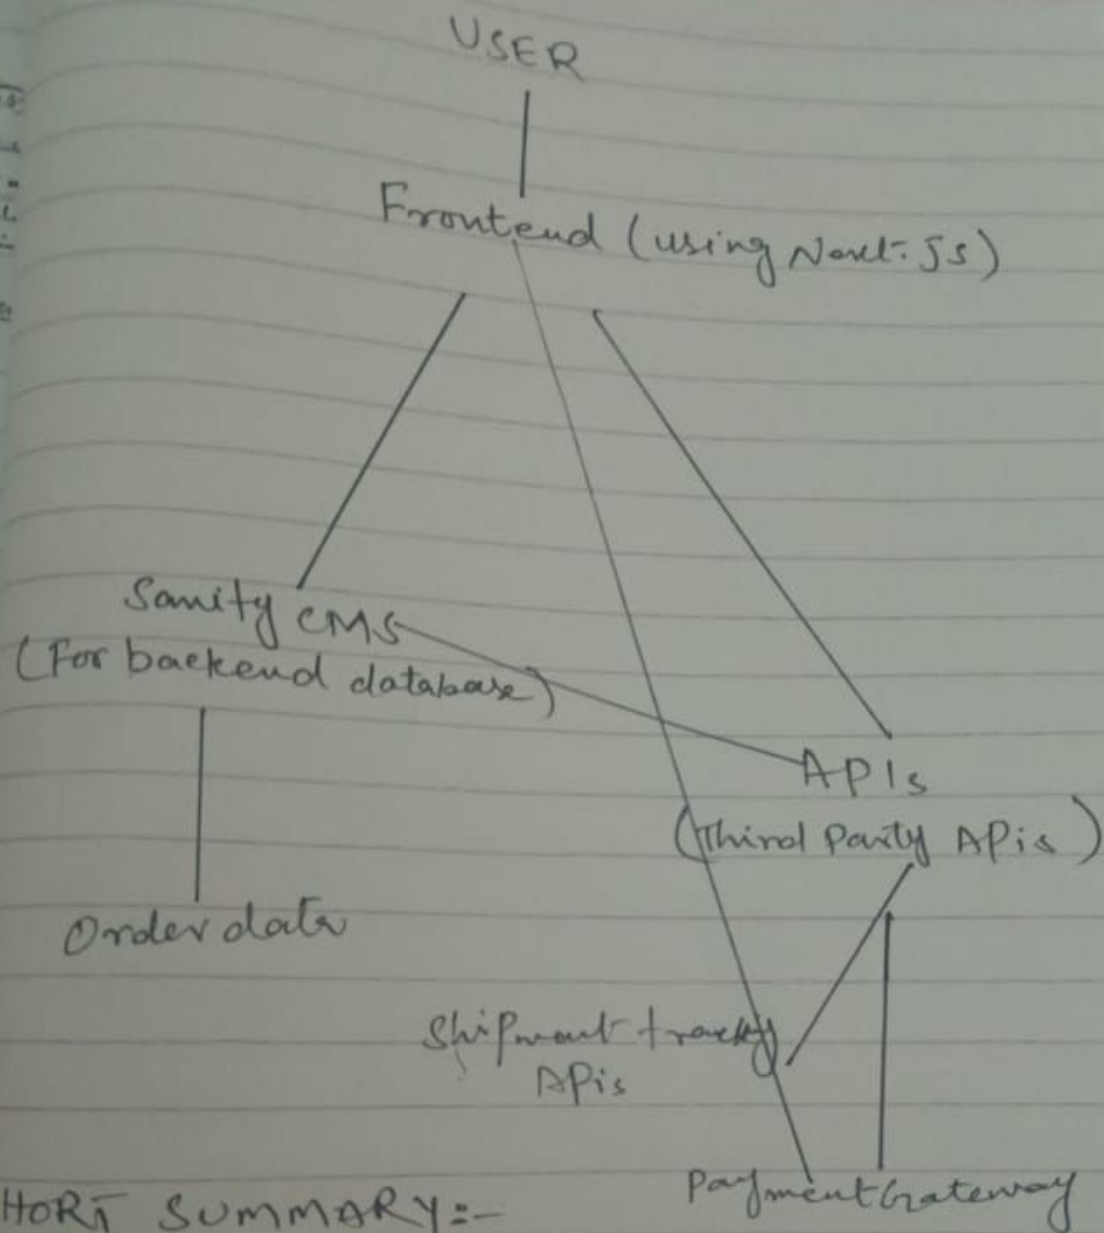 USER
Frontend (using Next.js)
Sanity CMS
(For backend database)
APIs
(Third Party APis)
Order data
Shipment tracking
APis
Payment Gateway
HORT SUMMARY:-